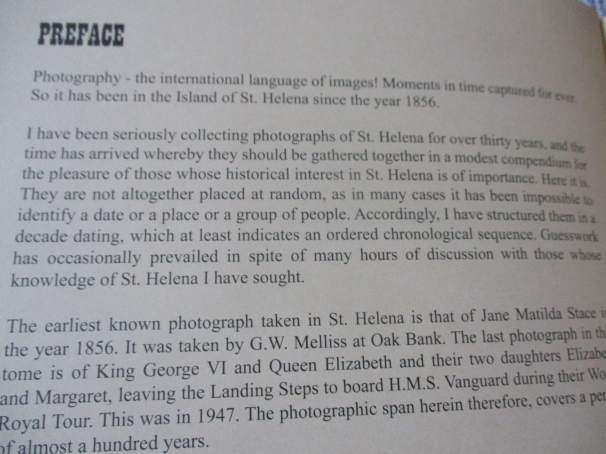 PREFACE
Photography - the international language of images! Moments in time captured for ever.
So it has been in the Island of St. Helena since the year 1856.
I have been seriously collecting photographs of St. Helena for over thirty years, and the
time has arrived whereby they should be gathered together in a modest compendium for
the pleasure of those whose historical interest in St. Helena is of importance. Here it is.
They are not altogether placed at random, as in many cases it has been impossible to
identify a date or a place or a group of people. Accordingly, I have structured them in a
decade dating, which at least indicates an ordered chronological sequence. Guesswork
has occasionally prevailed in spite of many hours of discussion with those whose
knowledge of St. Helena I have sought.
The earliest known photograph taken in St. Helena is that of Jane Matilda Stace
the year 1856. It was taken by G.W. Melliss at Oak Bank. The last photograph in
tome is of King George VI and Queen Elizabeth and their two daughters
and Margaret, leaving the Landing Steps to board H.M.S. Vanguard during their
Royal Tour. This was in 1947. The photographic span herein therefore, covers a
of almost a hundred years.